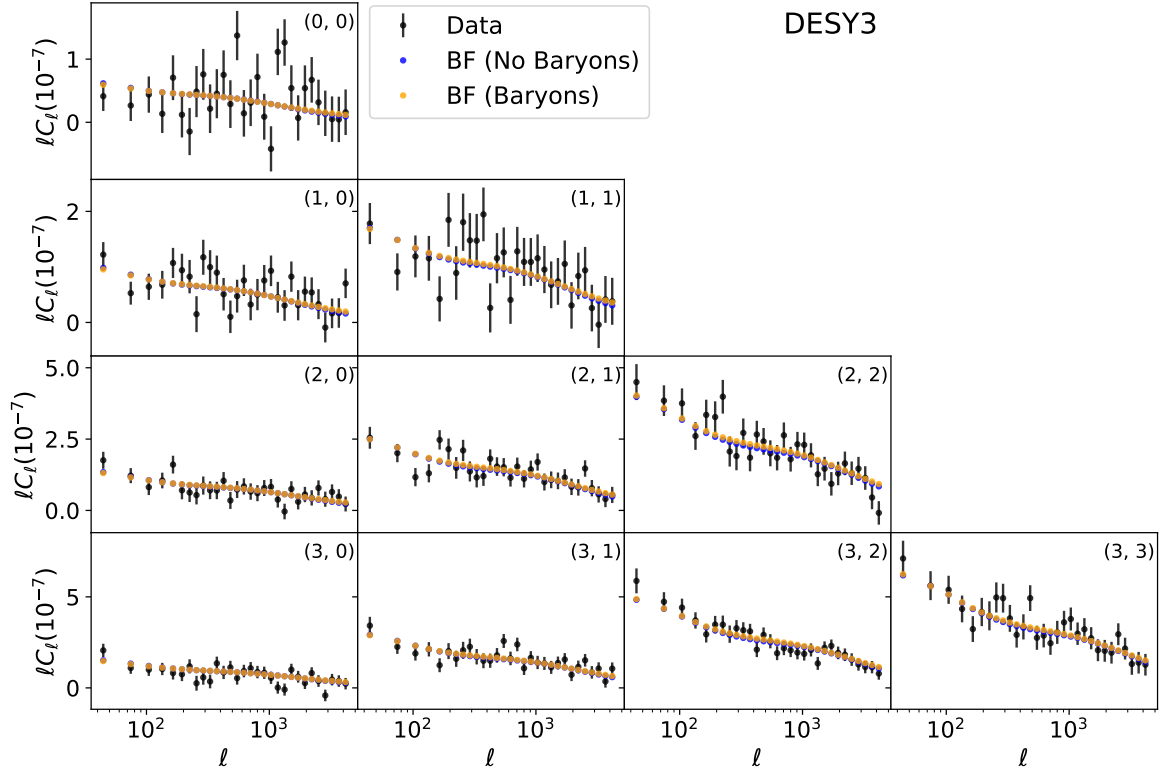 DESY3
Data
BF (No Baryons)
BF (Baryons)
(0, 0)
1
0
ℓCℓ(10⁻⁷)
(1, 0)
(1, 1)
2
0
ℓCℓ(10⁻⁷)
(2, 0)
(2, 1)
(2, 2)
5.0
2.5
0.0
ℓCℓ(10⁻⁷)
(3, 0)
(3, 1)
(3, 2)
(3, 3)
5
0
ℓCℓ(10⁻⁷)
10² 10³ 10² 10³ 10² 10³ 10² 10³
ℓ ℓ ℓ ℓ